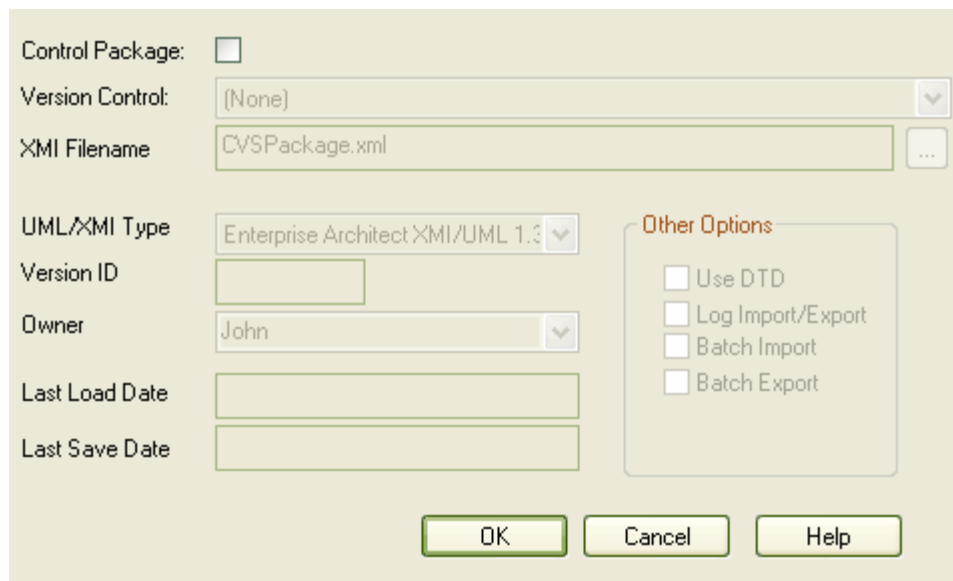 Control Package:
Version Control: (None)
XMI Filename CVSPackage.xml ...
UML/XMI Type Enterprise Architect XMI/UML 1.3
Other Options
Version ID
Use DTD
Owner John
Log Import/Export
Batch Import
Last Load Date
Batch Export
Last Save Date
OK Cancel Help